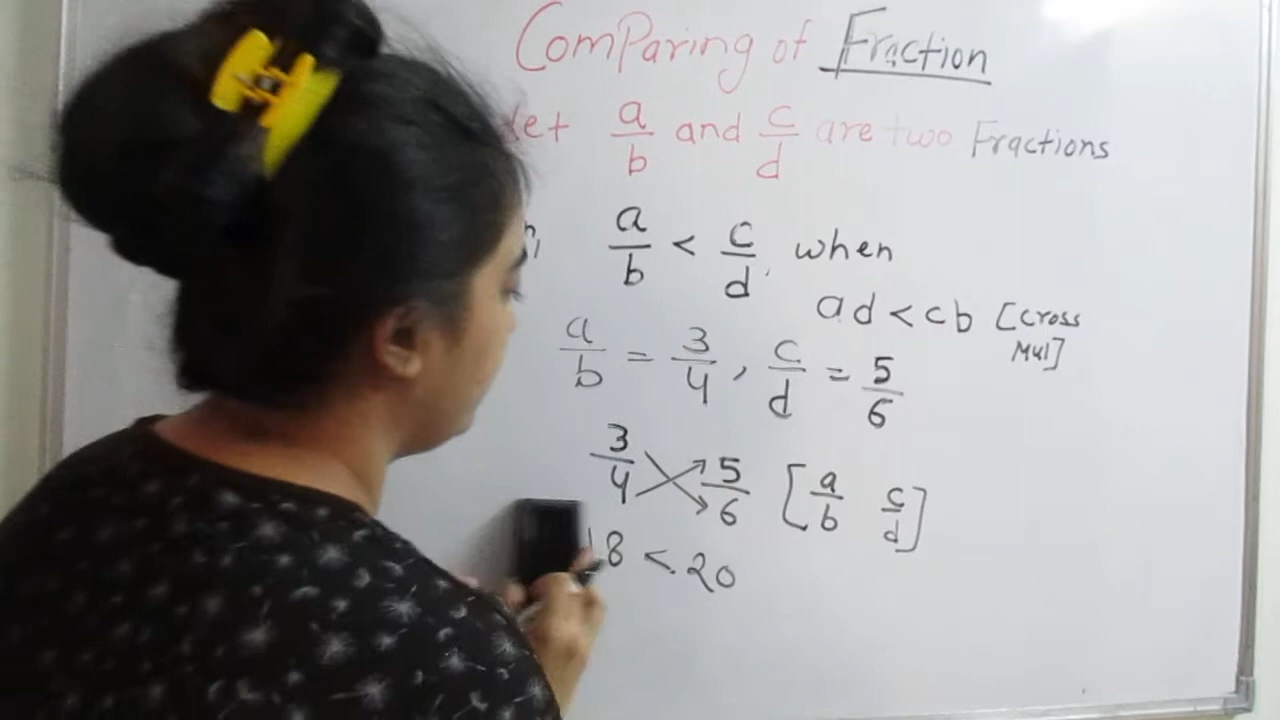 ComParing of Fraction
a/b and c/d are two Fractions
a/b < c/d, when
ad < cb [Cross Mul]
a/b = 3/4, c/d = 5/6
3/4 5/6 [a/b c/d]
18 < 20